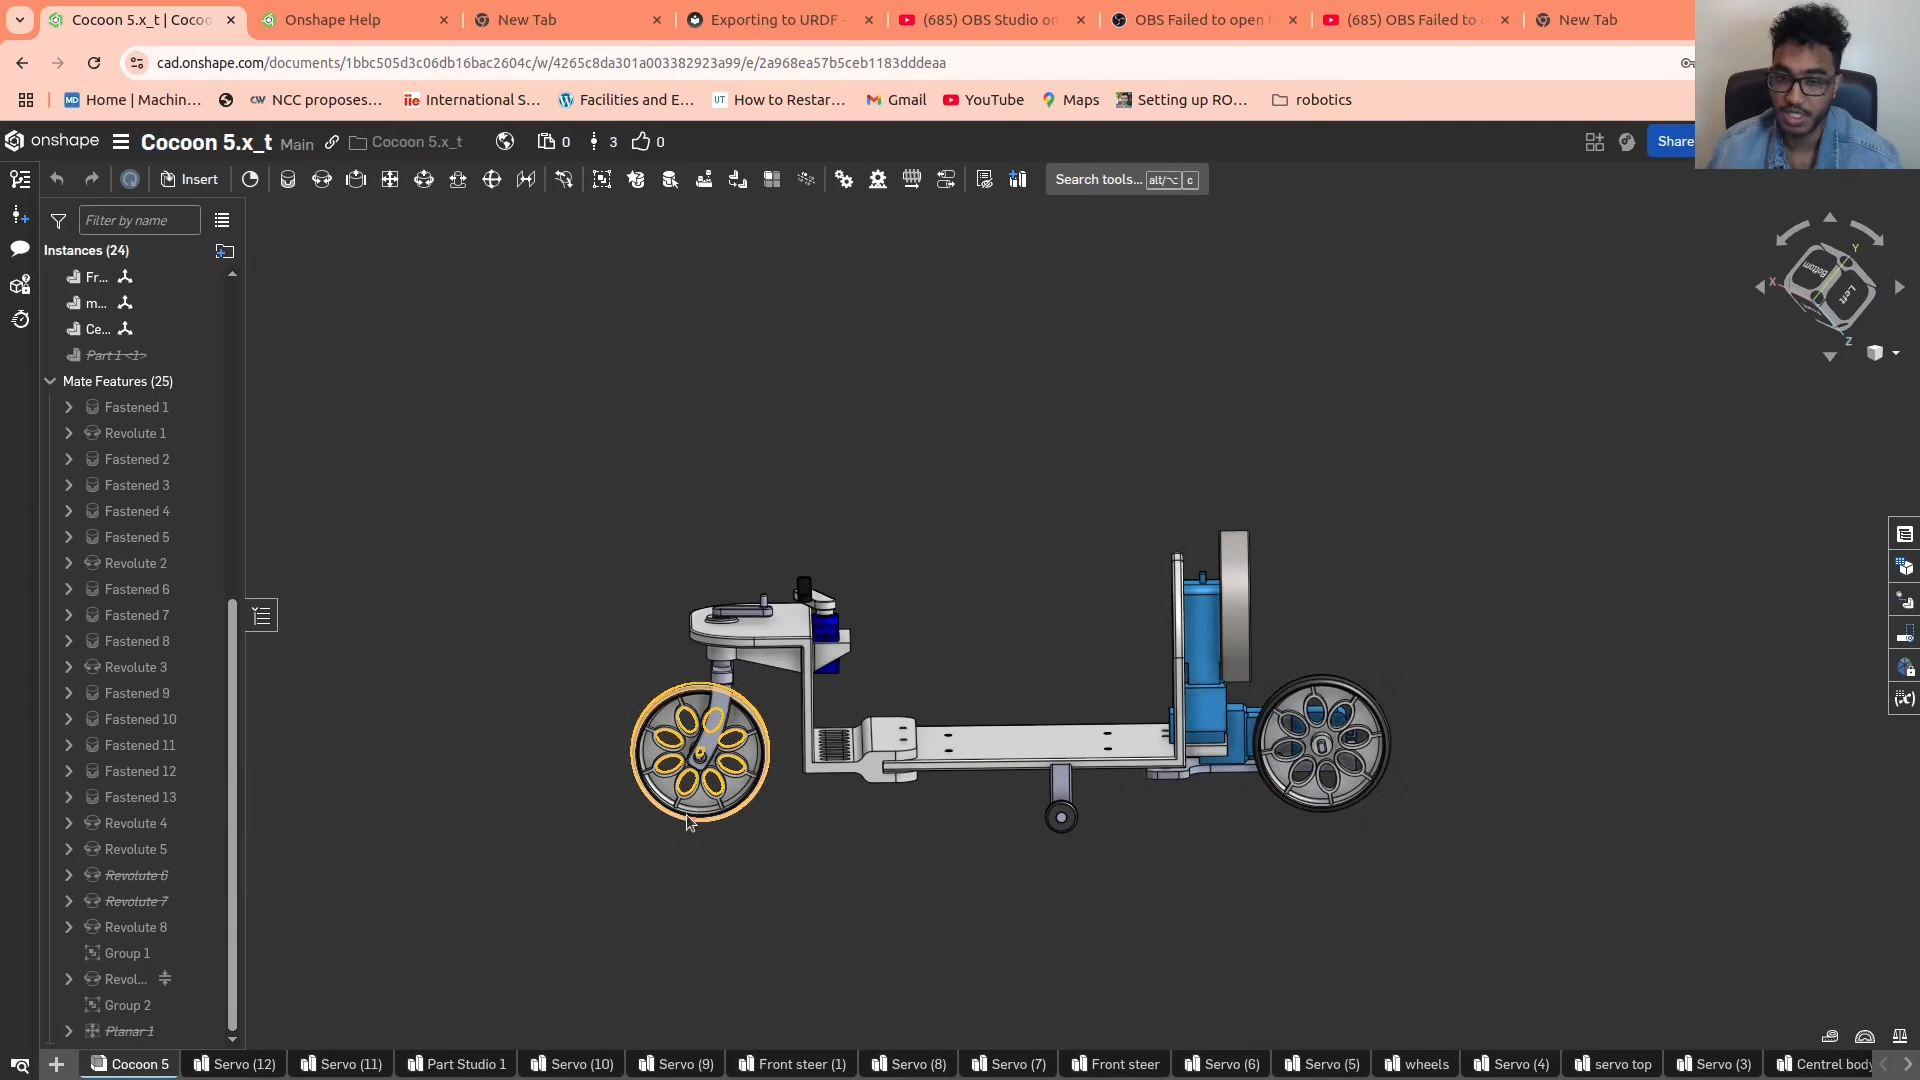 Cocoon 5.x_t | Coco
Onshape Help
New Tab
Exporting to URDF -
(685) OBS Studio on
OBS Failed to open
(685) OBS Failed to
New Tab
cad.onshape.com/documents/1bbc505d3c06db16bac2604c/w/4265c8da301a003382923a99/e/2a968ea57b5ceb1183dddeaa
Home | Machin...
NCC proposes...
International S...
Facilities and E...
How to Restar...
Gmail
YouTube
Maps
Setting up RO...
robotics
onshape
Cocoon 5.x_t
Main
Cocoon 5.x_t
0
3
0
Share
Insert
Search tools... alt/⌥ c
Filter by name
Instances (24)
Fr...
m...
Ce...
Part 1 <1>
Mate Features (25)
Fastened 1
Revolute 1
Fastened 2
Fastened 3
Fastened 4
Fastened 5
Revolute 2
Fastened 6
Fastened 7
Fastened 8
Revolute 3
Fastened 9
Fastened 10
Fastened 11
Fastened 12
Fastened 13
Revolute 4
Revolute 5
Revolute 6
Revolute 7
Revolute 8
Group 1
Revol...
Group 2
Planar 1
Y
X
Z
Bottom
Left
Cocoon 5
Servo (12)
Servo (11)
Part Studio 1
Servo (10)
Servo (9)
Front steer (1)
Servo (8)
Servo (7)
Front steer
Servo (6)
Servo (5)
wheels
Servo (4)
servo top
Servo (3)
Centrel body